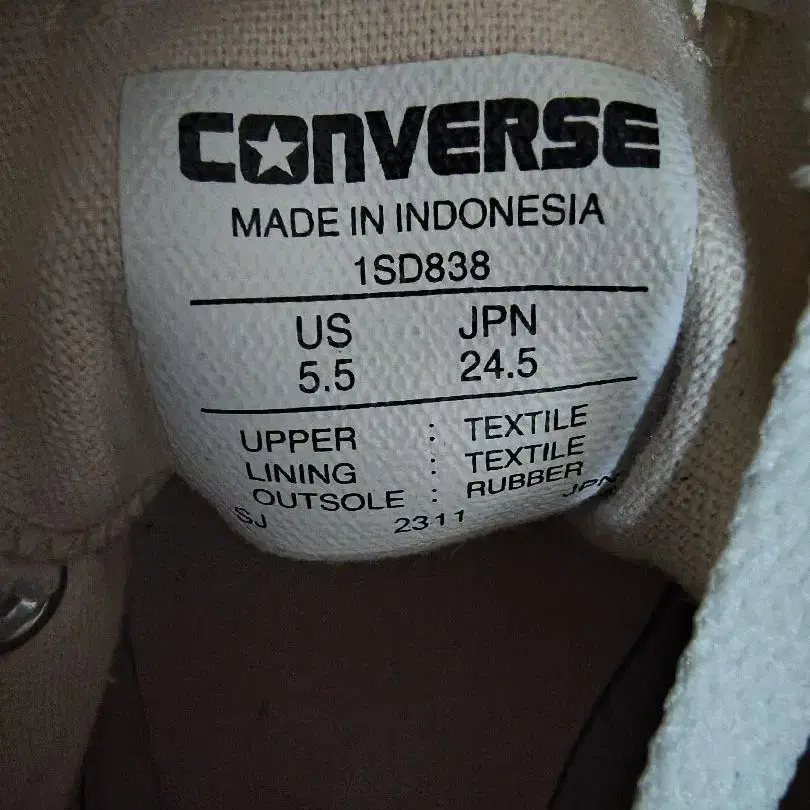 CONVERSE
MADE IN INDONESIA
1SD838
US JPN
5.5 24.5
UPPER : TEXTILE
LINING : TEXTILE
OUTSOLE : RUBBER
SJ 2311 JPN